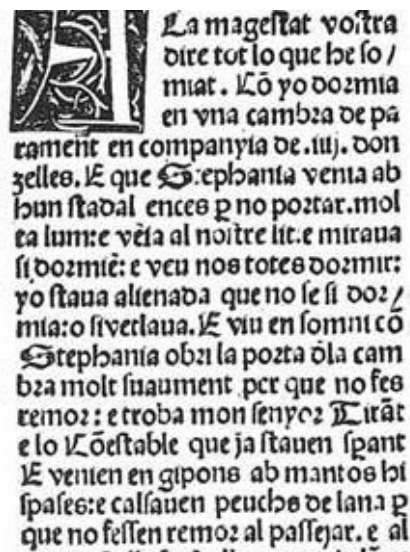 A La mageſtat voſtra
dire tot lo que he ſo /
miat. Cō yo dormia
en vna cambra de pa
rament en companyia de .iiij. don
zelles. E que Stephania venia ab
hun ſtadal ences ꝑ no portar. mol
ta lum: e vēia al noſtre lit. e miraua
ſi dormiē: e veu nos totes dormir:
yo ſtaua alienada que no ſe ſi dor /
mia: o ſi vetlaua. E viu en ſomni cō
Stephania obri la porta dla cam
bra molt ſuaument per que no fes
remor: e troba mon ſenyor Tirāt
e lo Cōeſtable que ja ſtauen ſpant
E venien en gipons ab mantos hi
ſpaſes: e calſauen peuchs de lana ꝑ
que no feſſen remor al paſſejar. e al